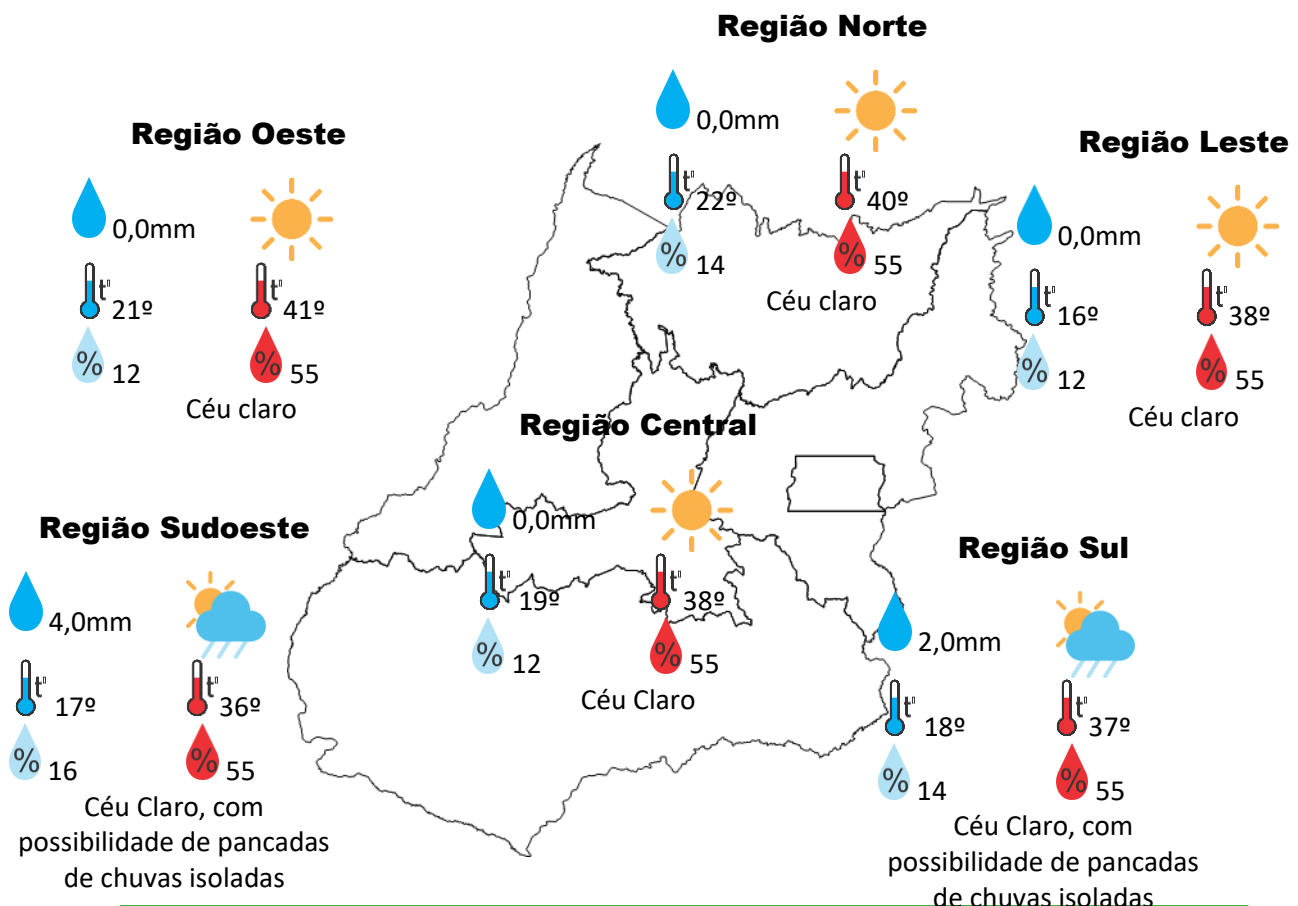 Região Norte
0,0mm
t°
22º
t°
40º
% 14
% 55
Céu claro
Região Oeste
0,0mm
t°
21º
t°
41º
% 12
% 55
Céu claro
Região Leste
0,0mm
t°
16º
t°
38º
% 12
% 55
Céu claro
Região Central
0,0mm
t°
19º
t°
38º
% 12
% 55
Céu Claro
Região Sudoeste
4,0mm
t°
17º
t°
36º
% 16
% 55
Céu Claro, com
possibilidade de pancadas
de chuvas isoladas
Região Sul
2,0mm
t°
18º
t°
37º
% 14
% 55
Céu Claro, com
possibilidade de pancadas
de chuvas isoladas